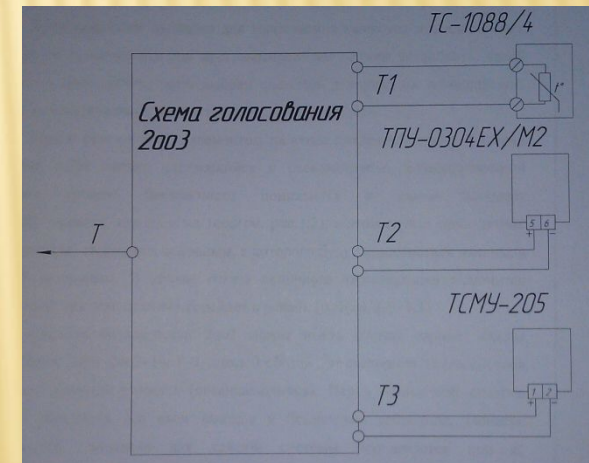 ТС-1088/4
Т1
t°
Схема голосования
2оо3
ТПУ-0304ЕХ/М2
Т
Т2
5 6
+ −
ТСМУ-205
Т3
1 2
+ −